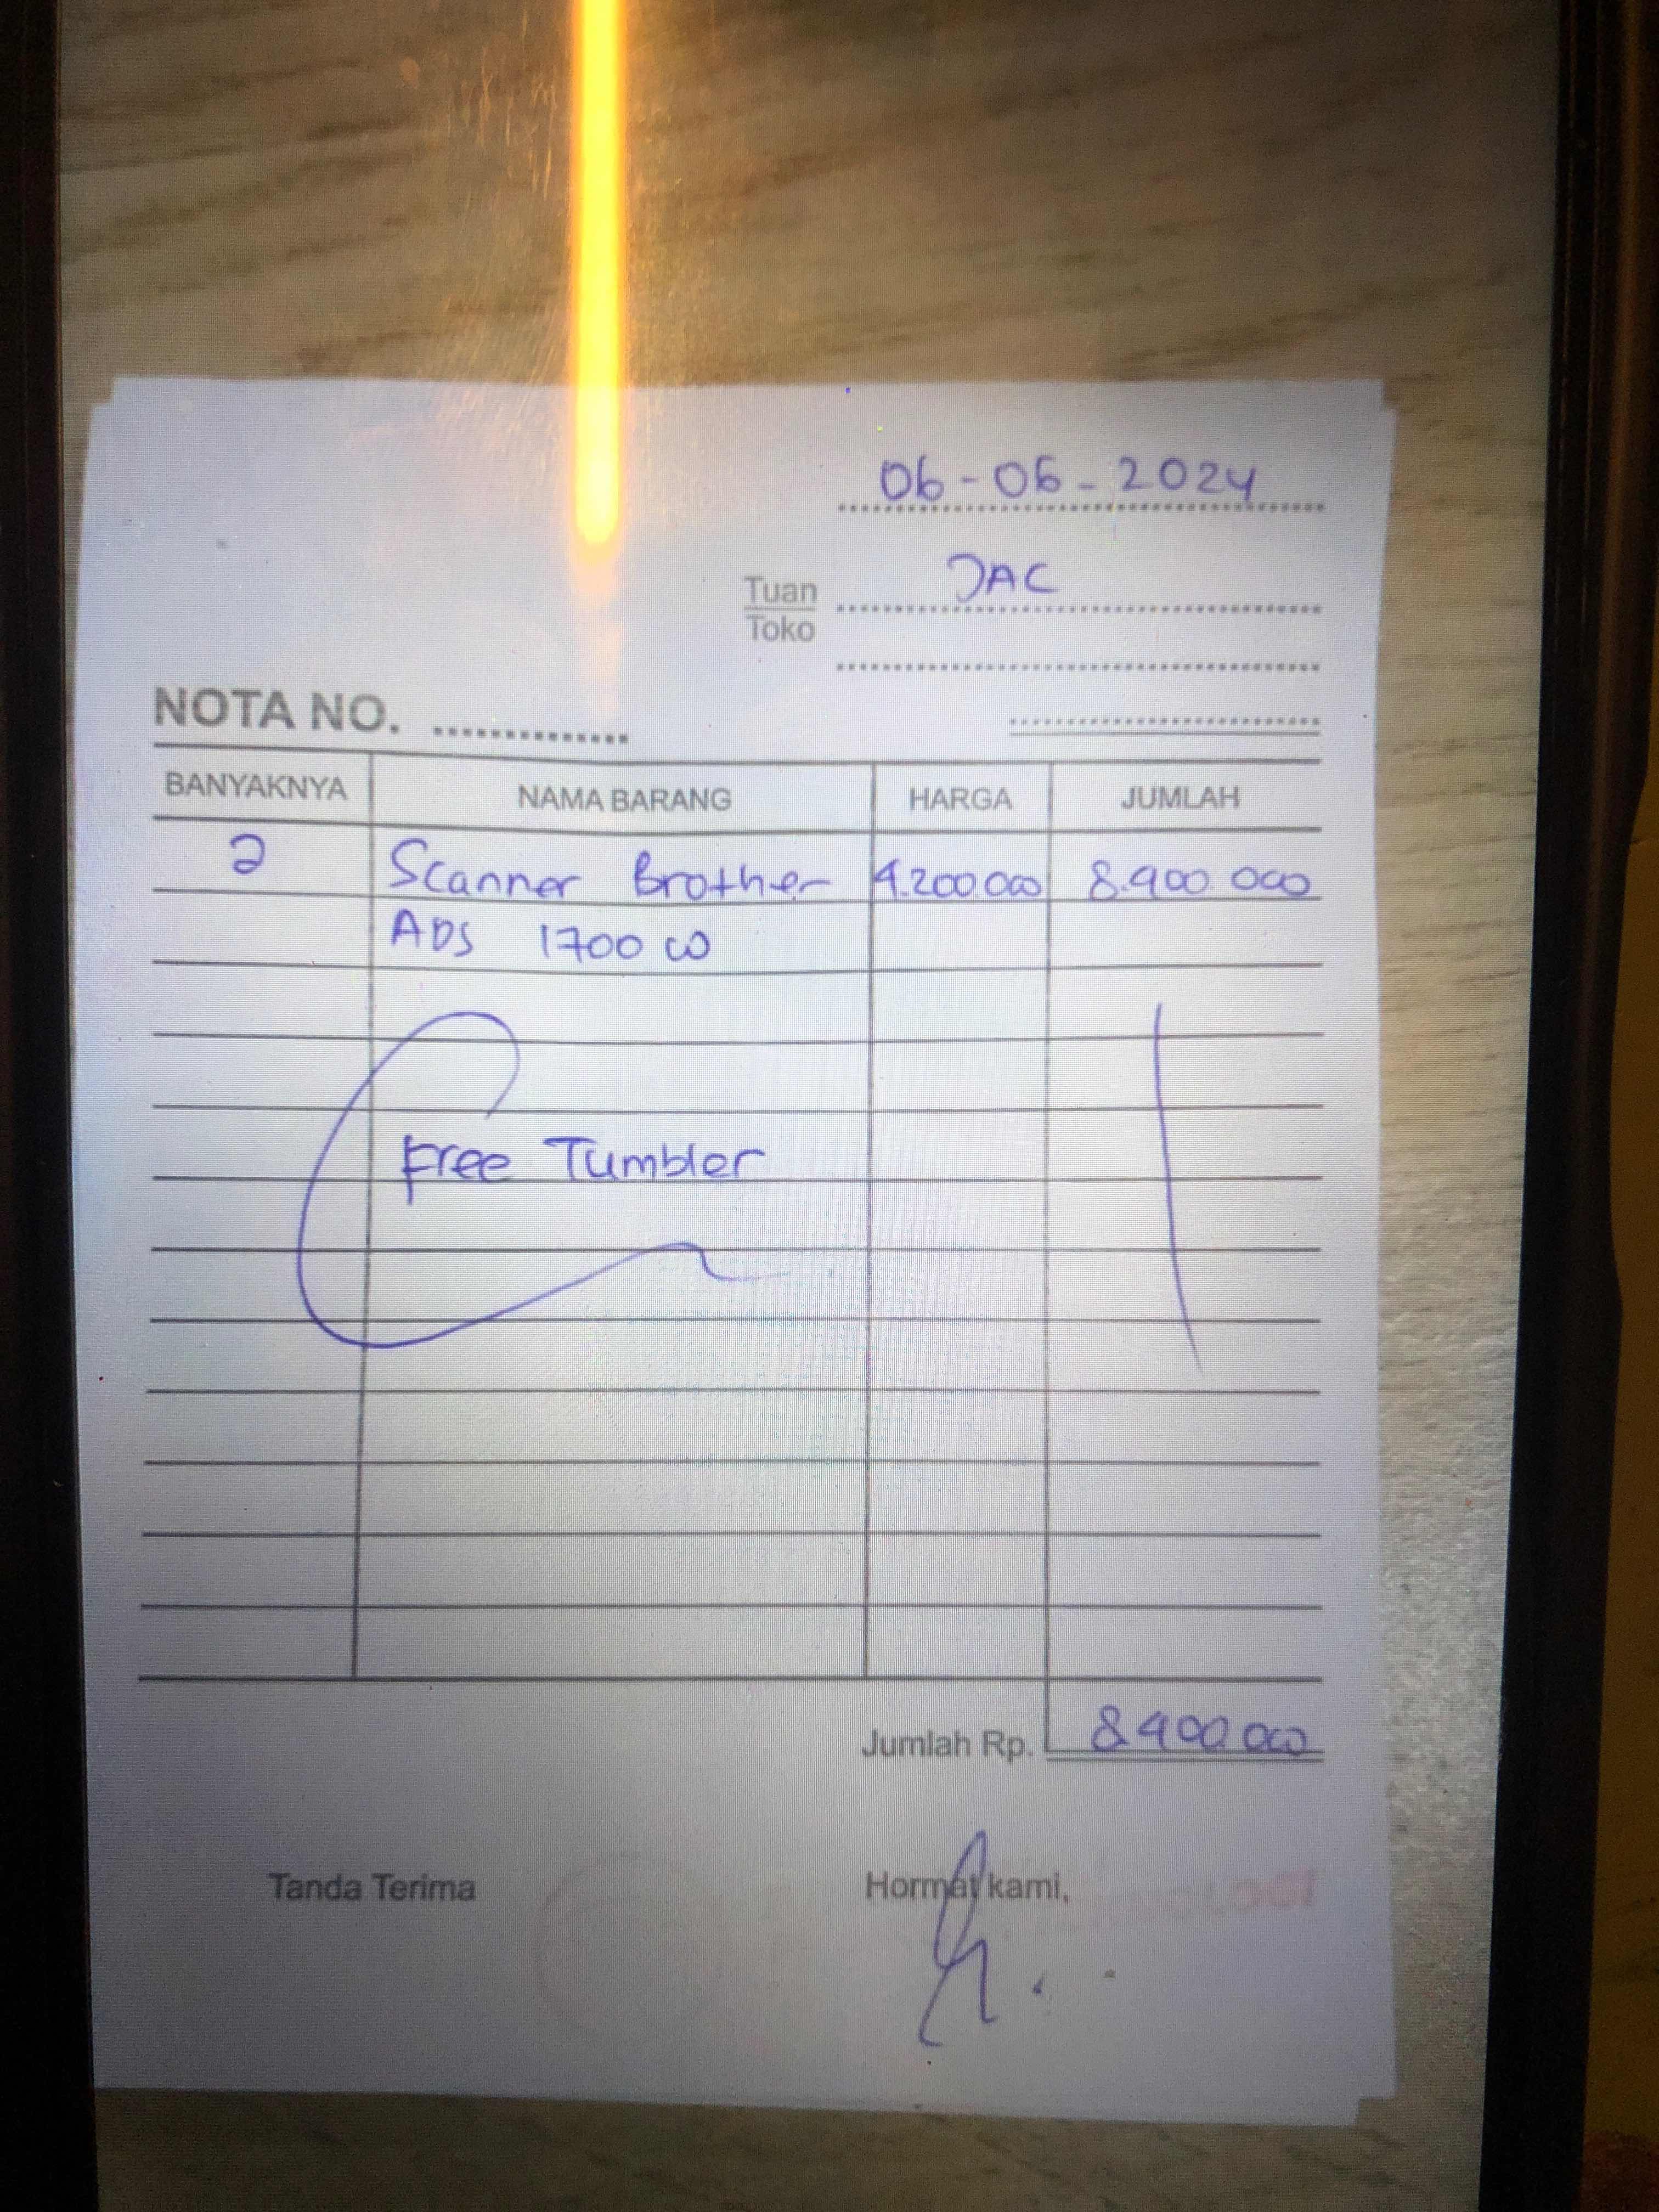 06-06-2024
Tuan JAC
Toko
NOTA NO. ..............
BANYAKNYA NAMA BARANG HARGA JUMLAH
2 Scanner Brother 4.200.000 8.400.000
ADS 1700 W
Free Tumbler
Jumlah Rp. 8.400.000
Tanda Terima Hormat kami,